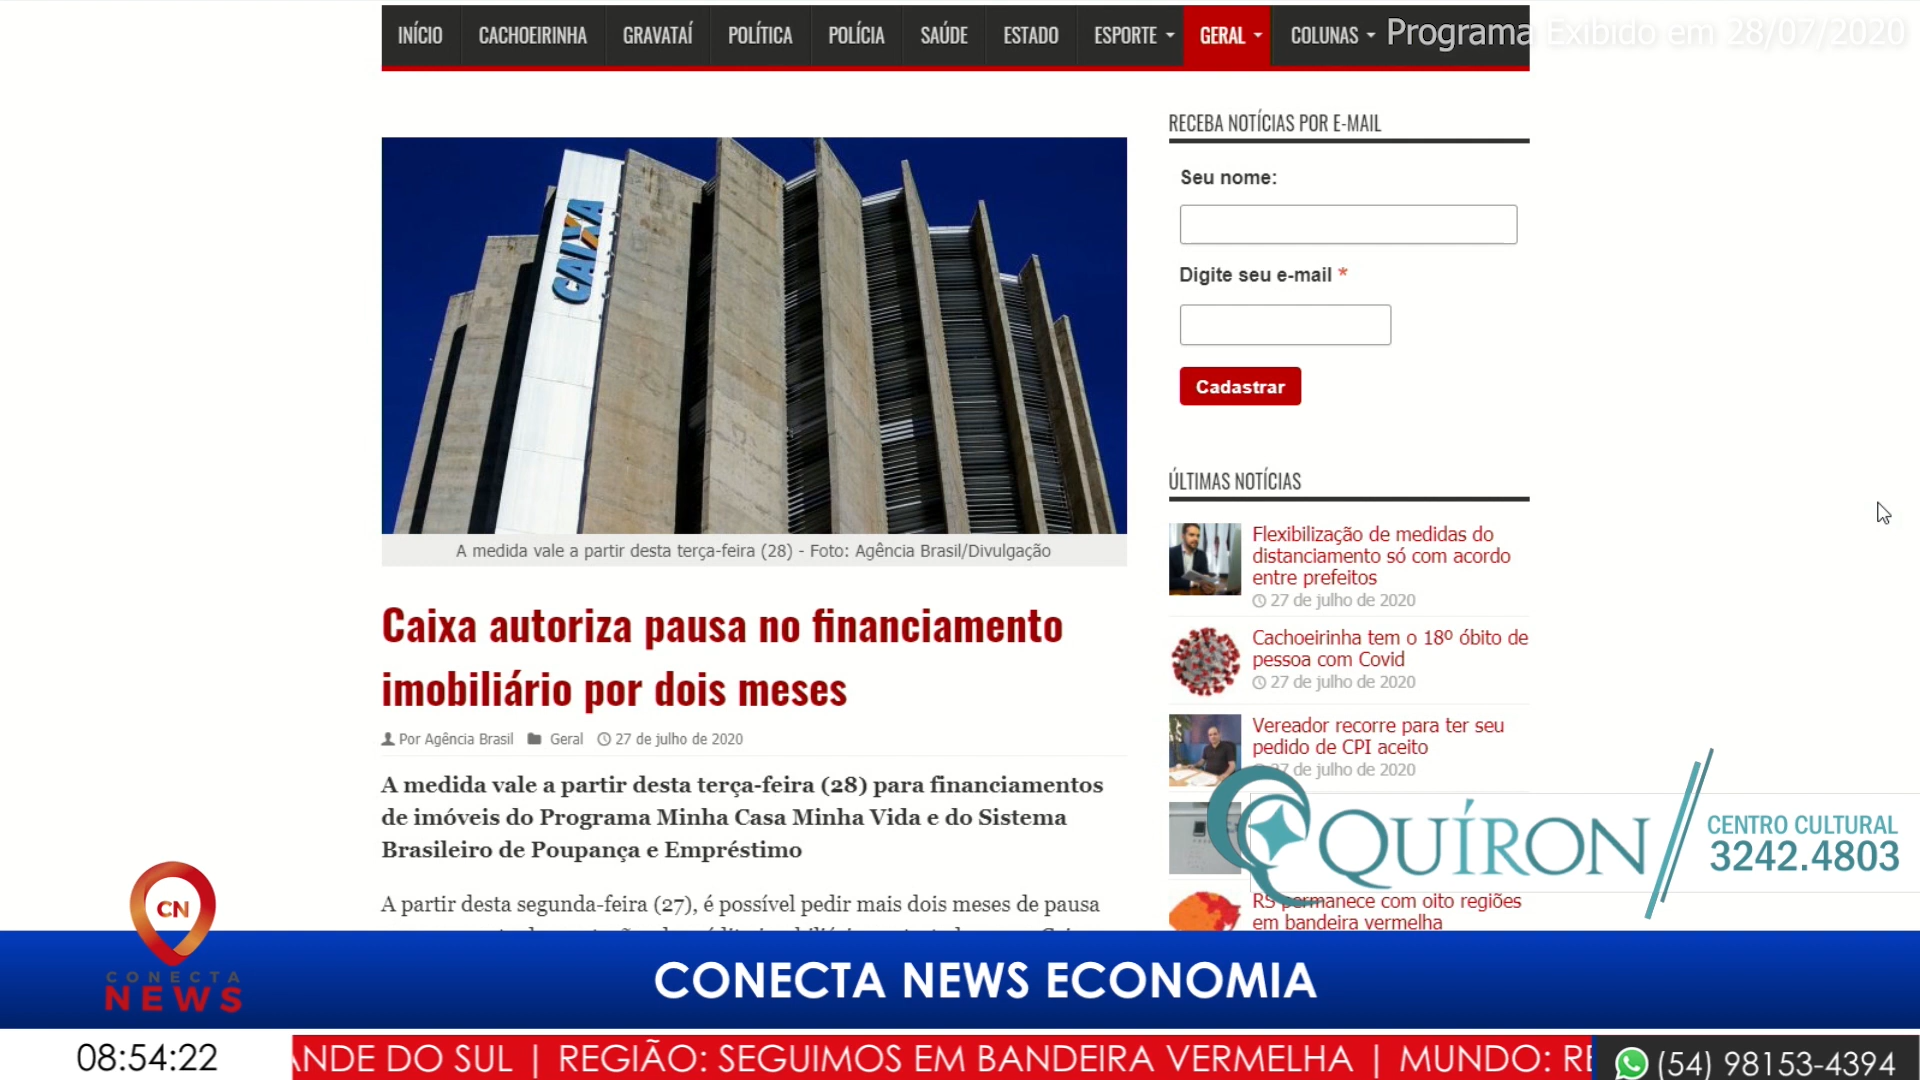 INÍCIO CACHOEIRINHA GRAVATAÍ POLÍTICA POLÍCIA SAÚDE ESTADO ESPORTE GERAL COLUNAS
Programa Exibido em 28/07/2020
CAIXA
A medida vale a partir desta terça-feira (28) - Foto: Agência Brasil/Divulgação
Caixa autoriza pausa no financiamento
imobiliário por dois meses
Por Agência Brasil Geral 27 de julho de 2020
A medida vale a partir desta terça-feira (28) para financiamentos
de imóveis do Programa Minha Casa Minha Vida e do Sistema
Brasileiro de Poupança e Empréstimo
A partir desta segunda-feira (27), é possível pedir mais dois meses de pausa
RECEBA NOTÍCIAS POR E-MAIL
Seu nome:
Digite seu e-mail *
Cadastrar
ÚLTIMAS NOTÍCIAS
Flexibilização de medidas do
distanciamento só com acordo
entre prefeitos
27 de julho de 2020
Cachoeirinha tem o 18º óbito de
pessoa com Covid
27 de julho de 2020
Vereador recorre para ter seu
pedido de CPI aceito
27 de julho de 2020
QUÍRON
CENTRO CULTURAL
3242.4803
RS permanece com oito regiões
em bandeira vermelha
CN
CONECTA
NEWS
CONECTA NEWS ECONOMIA
08:54:22
ANDE DO SUL | REGIÃO: SEGUIMOS EM BANDEIRA VERMELHA | MUNDO: RE
(54) 98153-4394